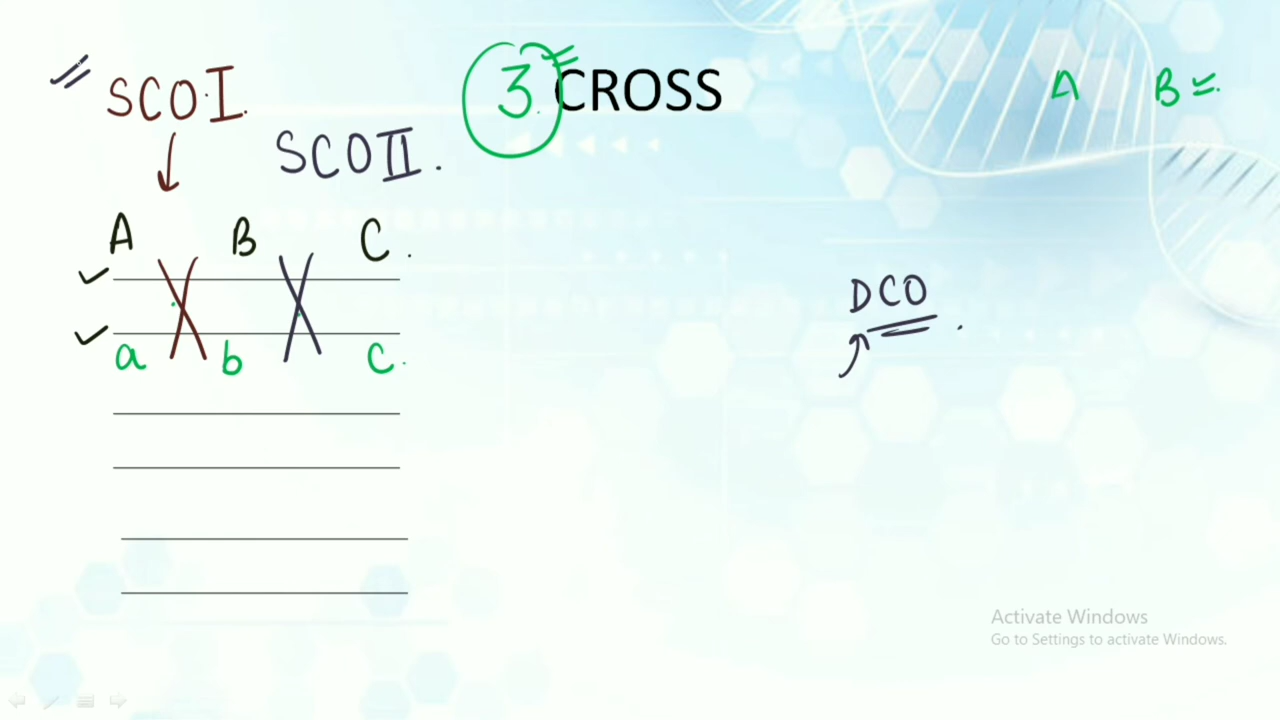 SCO I.
3 CROSS
A B
SCO II.
A B C.
DCO.
a b c.
Activate Windows
Go to Settings to activate Windows.